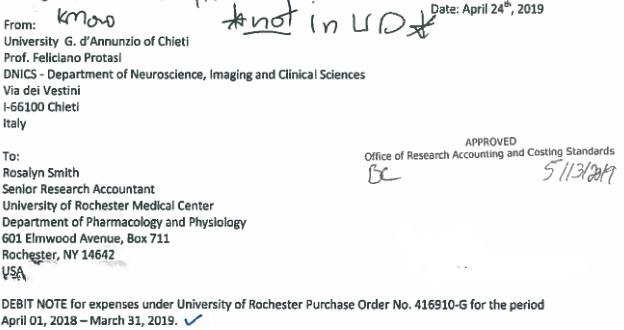 Date: April 24th, 2019
*not in UD*
From:
University G. d'Annunzio of Chieti
Prof. Feliciano Protasi
DNICS - Department of Neuroscience, Imaging and Clinical Sciences
Via dei Vestini
I-66100 Chieti
Italy
APPROVED
Office of Research Accounting and Costing Standards
BC 5/13/2019
To:
Rosalyn Smith
Senior Research Accountant
University of Rochester Medical Center
Department of Pharmacology and Physiology
601 Elmwood Avenue, Box 711
Rochester, NY 14642
USA
DEBIT NOTE for expenses under University of Rochester Purchase Order No. 416910-G for the period
April 01, 2018 – March 31, 2019. ✓